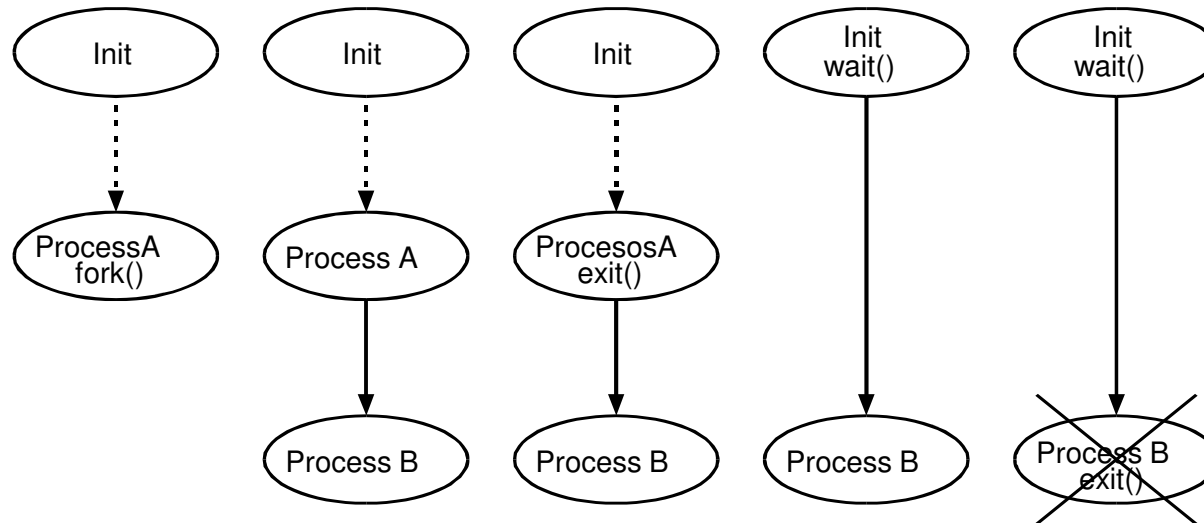 Init
Init
Init
Init
wait()
Init
wait()
ProcessA
fork()
Process A
ProcesosA
exit()
Process B
Process B
Process B
Process B
exit()